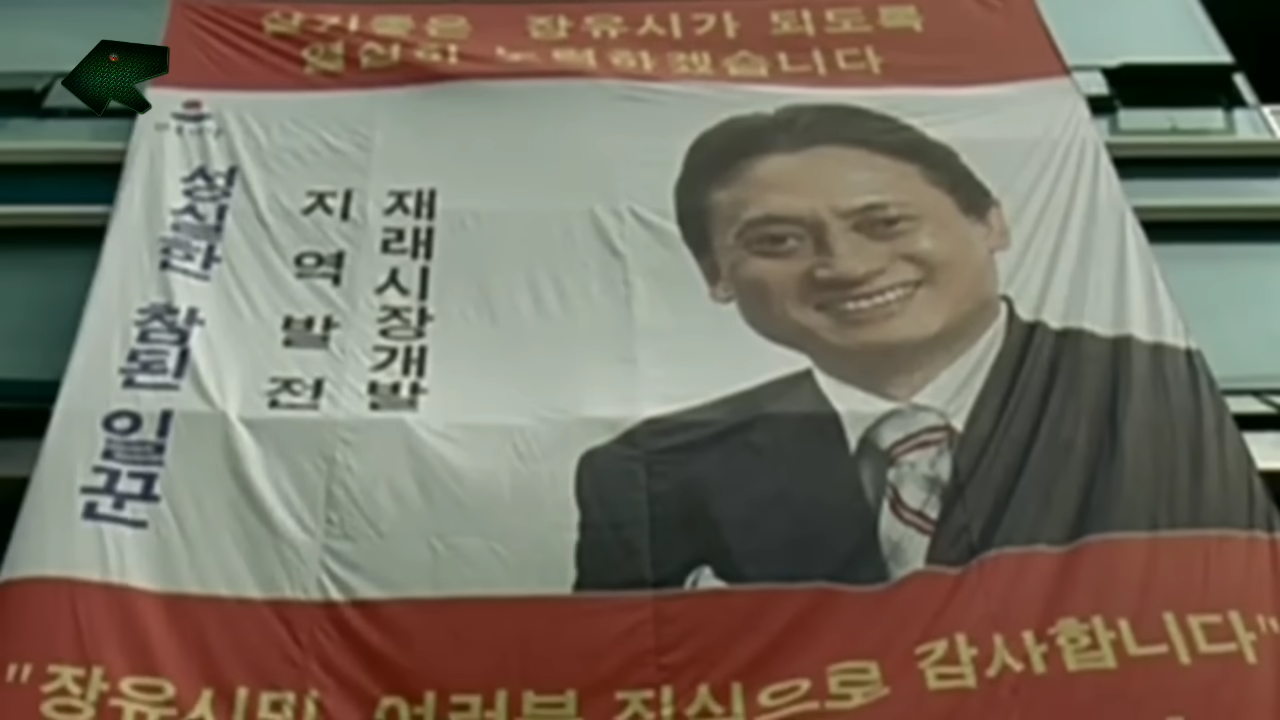 살기좋은 장유시가 되도록
열심히 노력하겠습니다
성실한 참된 일꾼
지역발전
재래시장개발
"장유시민 여러분 진심으로 감사합니다"